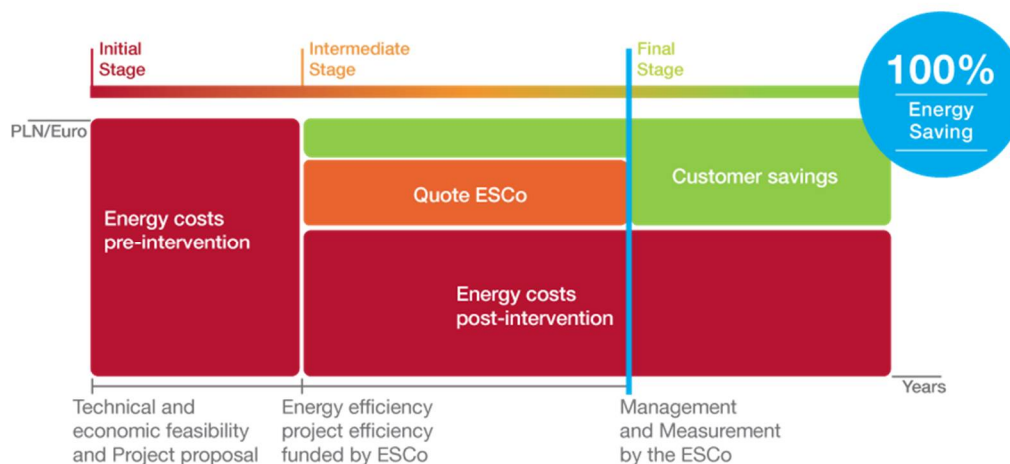 Initial
Stage
Intermediate
Stage
Final
Stage
100%
Energy
Saving
PLN/Euro
Energy costs
pre-intervention
Quote ESCo
Customer savings
Energy costs
post-intervention
Years
Technical and
economic feasibility
and Project proposal
Energy efficiency
project efficiency
funded by ESCo
Management
and Measurement
by the ESCo